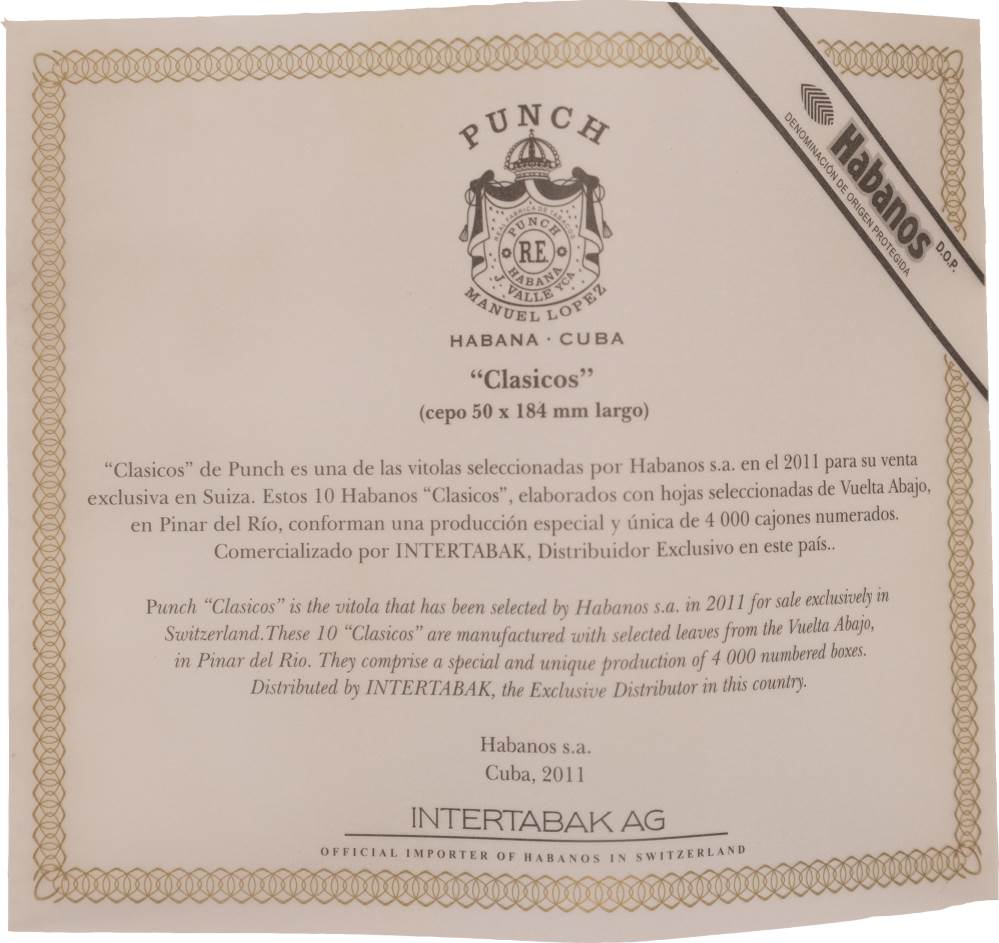 PUNCH
REAL FABRICA DE TABACOS
PUNCH
R.E.
HABANA
J. VALLE YCA
MANUEL LOPEZ
HABANA · CUBA
Habanos D.O.P.
DENOMINACIÓN DE ORIGEN PROTEGIDA
“Clasicos”
(cepo 50 x 184 mm largo)
“Clasicos” de Punch es una de las vitolas seleccionadas por Habanos s.a. en el 2011 para su venta
exclusiva en Suiza. Estos 10 Habanos “Clasicos”, elaborados con hojas seleccionadas de Vuelta Abajo,
en Pinar del Río, conforman una producción especial y única de 4 000 cajones numerados.
Comercializado por INTERTABAK, Distribuidor Exclusivo en este país..
Punch “Clasicos” is the vitola that has been selected by Habanos s.a. in 2011 for sale exclusively in
Switzerland.These 10 “Clasicos” are manufactured with selected leaves from the Vuelta Abajo,
in Pinar del Rio. They comprise a special and unique production of 4 000 numbered boxes.
Distributed by INTERTABAK, the Exclusive Distributor in this country.
Habanos s.a.
Cuba, 2011
INTERTABAK AG
OFFICIAL IMPORTER OF HABANOS IN SWITZERLAND